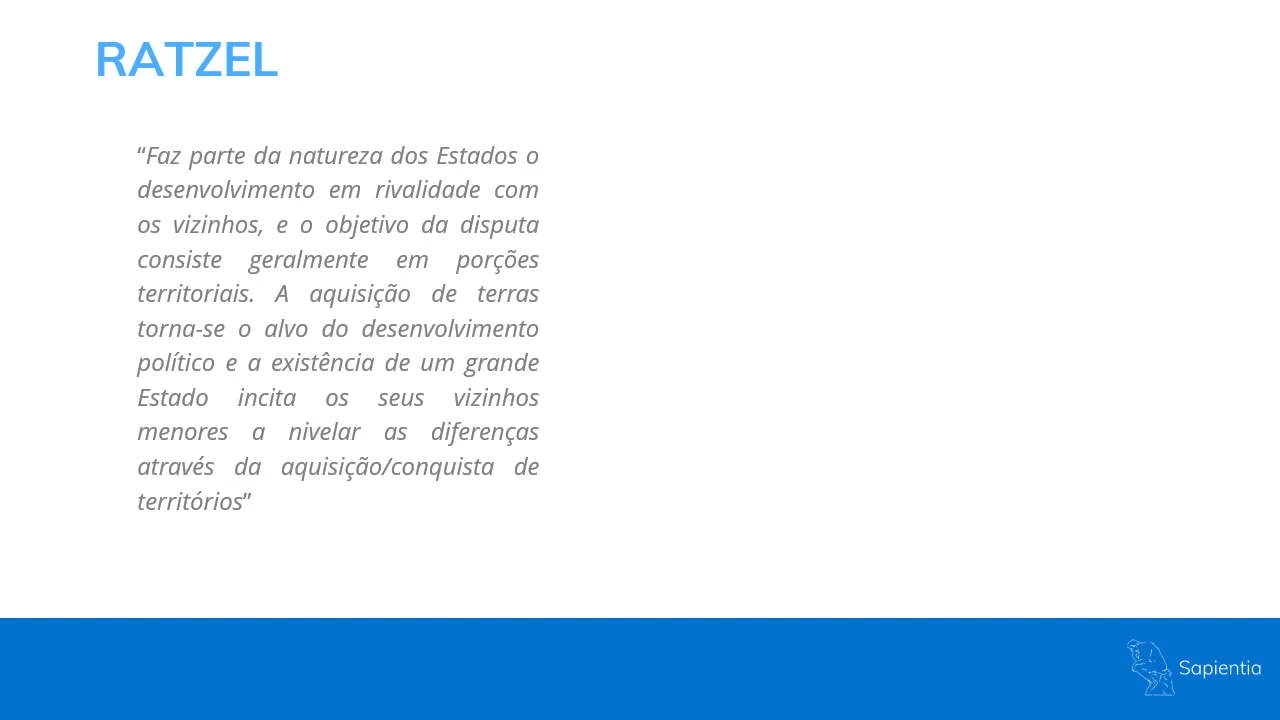 RATZEL
“Faz parte da natureza dos Estados o
desenvolvimento em rivalidade com
os vizinhos, e o objetivo da disputa
consiste geralmente em porções
territoriais. A aquisição de terras
torna-se o alvo do desenvolvimento
político e a existência de um grande
Estado incita os seus vizinhos
menores a nivelar as diferenças
através da aquisição/conquista de
territórios”
Sapientia